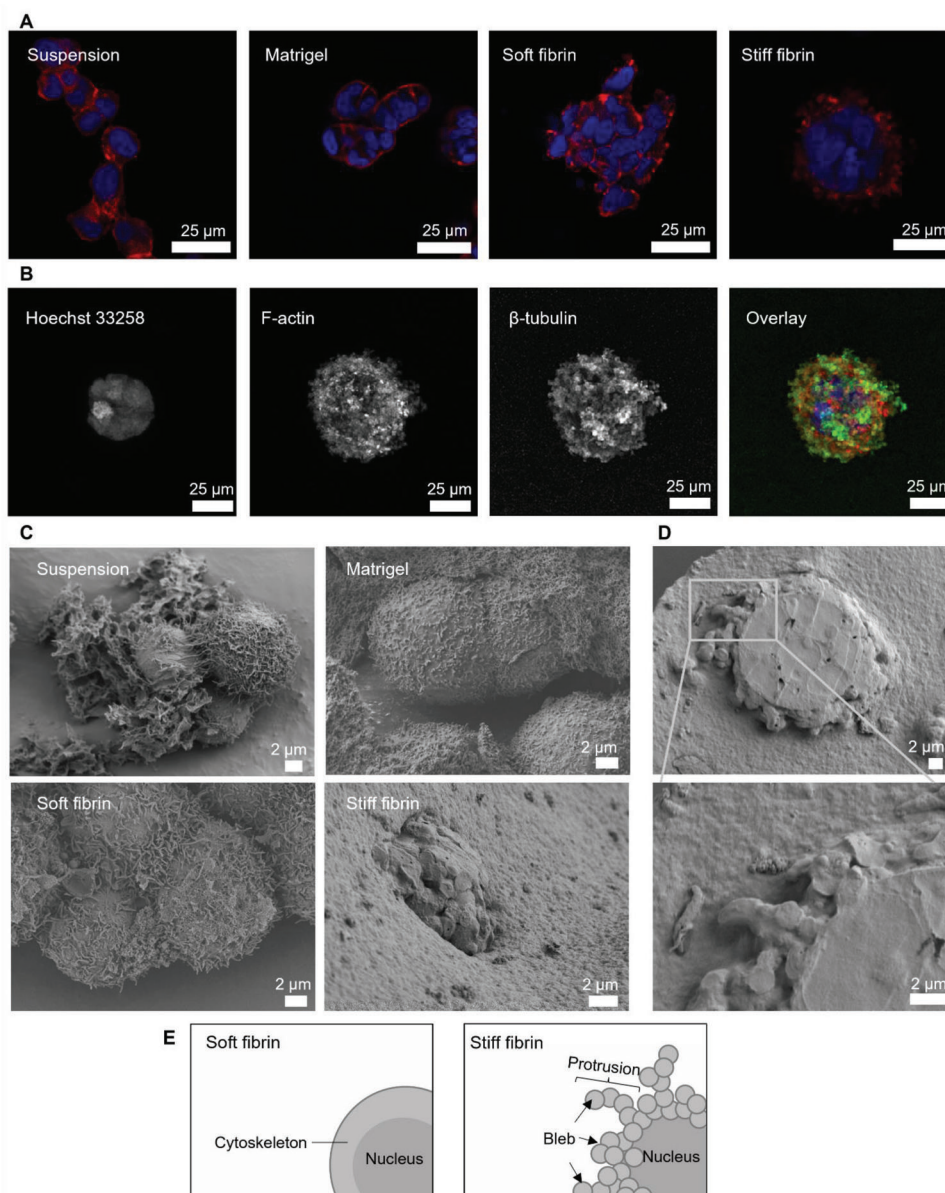 A
Suspension
Matrigel
Soft fibrin
Stiff fibrin
25 µm
25 µm
25 µm
25 µm
B
Hoechst 33258
F-actin
β-tubulin
Overlay
25 µm
25 µm
25 µm
25 µm
C
D
Suspension
Matrigel
2 µm
2 µm
2 µm
Soft fibrin
Stiff fibrin
2 µm
2 µm
2 µm
E
Soft fibrin
Stiff fibrin
Protrusion
Cytoskeleton
Bleb
Nucleus
Nucleus